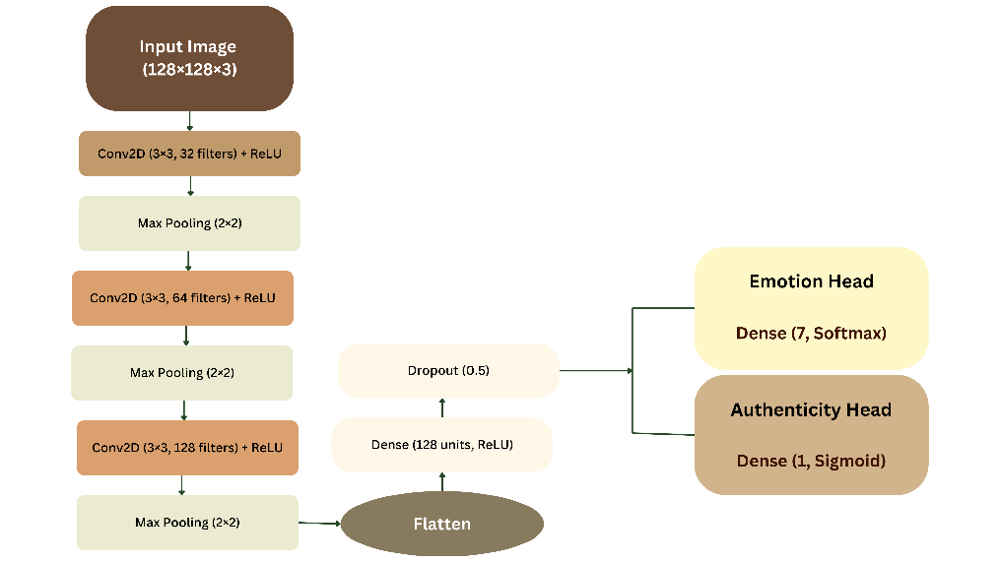 Input Image
(128×128×3)
Conv2D (3×3, 32 filters) + ReLU
Max Pooling (2×2)
Conv2D (3×3, 64 filters) + ReLU
Max Pooling (2×2)
Conv2D (3×3, 128 filters) + ReLU
Max Pooling (2×2)
Flatten
Dense (128 units, ReLU)
Dropout (0.5)
Emotion Head
Dense (7, Softmax)
Authenticity Head
Dense (1, Sigmoid)